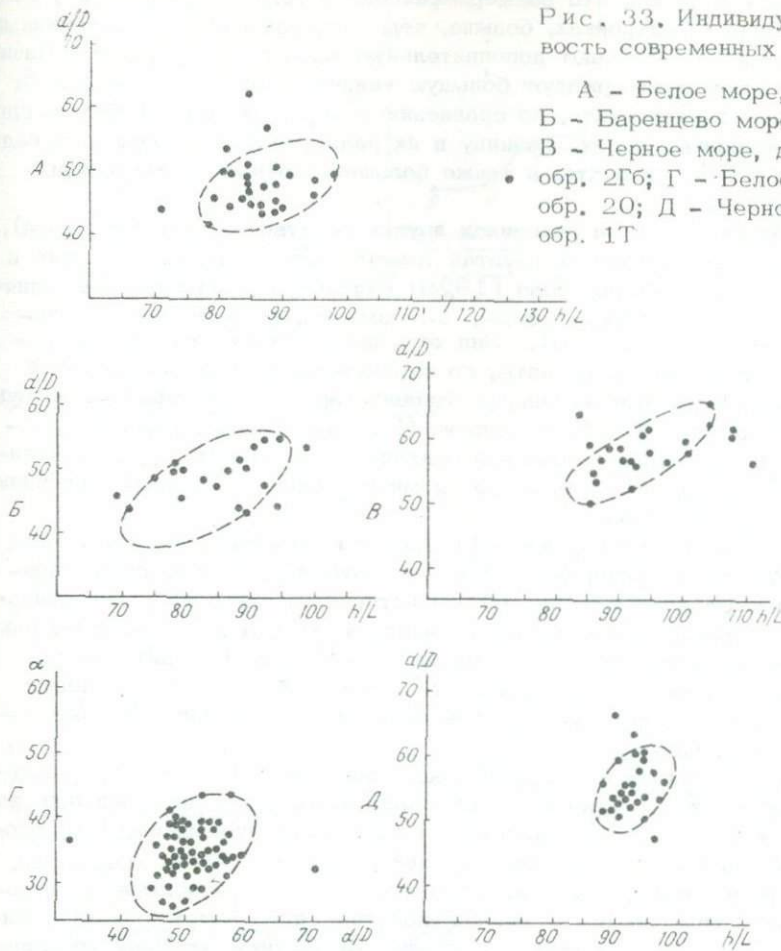 Рис. 33.
вость современных
А – Белое море,
Б – Баренцево мор
В – Черное море,
обр. 2Гб; Г – Белое
обр. 20; Д – Черно
обр. 1Т
d/D
70
60
50
40
А
70 80 90 100 110 120 130 h/L
d/D
60
50
40
Б
70 80 90 100 h/L
d/D
70
60
50
40
В
70 80 90 100 110 h/L
α
60
50
40
30
Г
40 50 60 70 d/D
d/D
70
60
50
40
Д
60 70 80 90 100 h/L